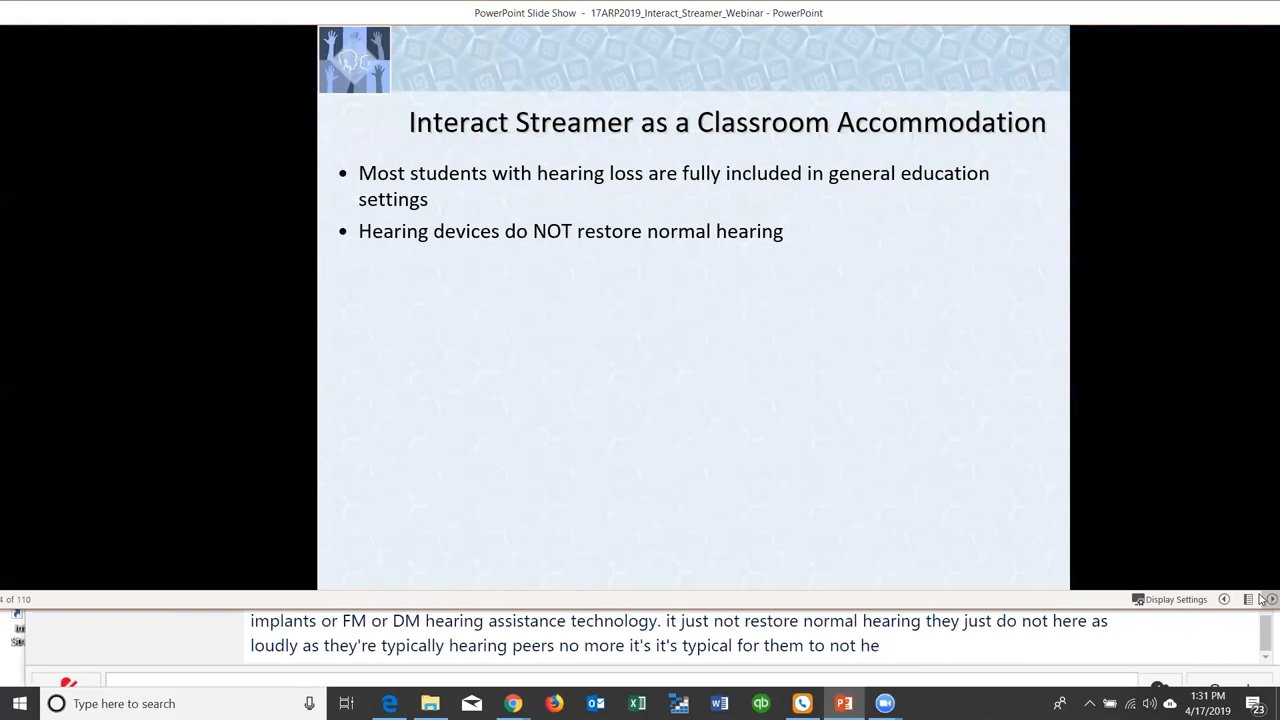 PowerPoint Slide Show - 17ARP2019_Interact_Streamer_Webinar - PowerPoint
Interact Streamer as a Classroom Accommodation
• Most students with hearing loss are fully included in general education
settings
• Hearing devices do NOT restore normal hearing
4 of 110
Display Settings
implants or FM or DM hearing assistance technology. it just not restore normal hearing they just do not here as
loudly as they're typically hearing peers no more it's it's typical for them to not he
Type here to search
1:31 PM
4/17/2019
23